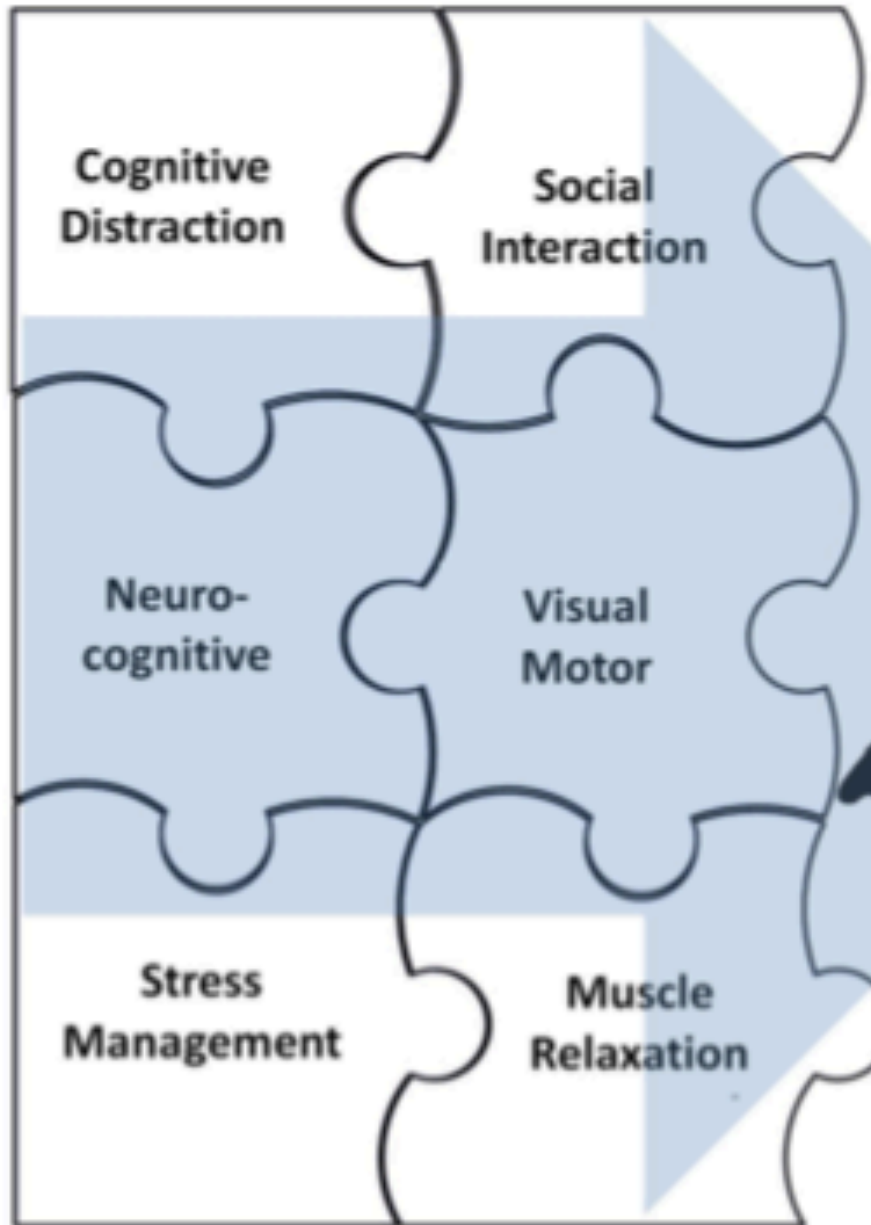 Cognitive
Distraction
Social
Interaction
Neuro-
cognitive
Visual
Motor
Stress
Management
Muscle
Relaxation